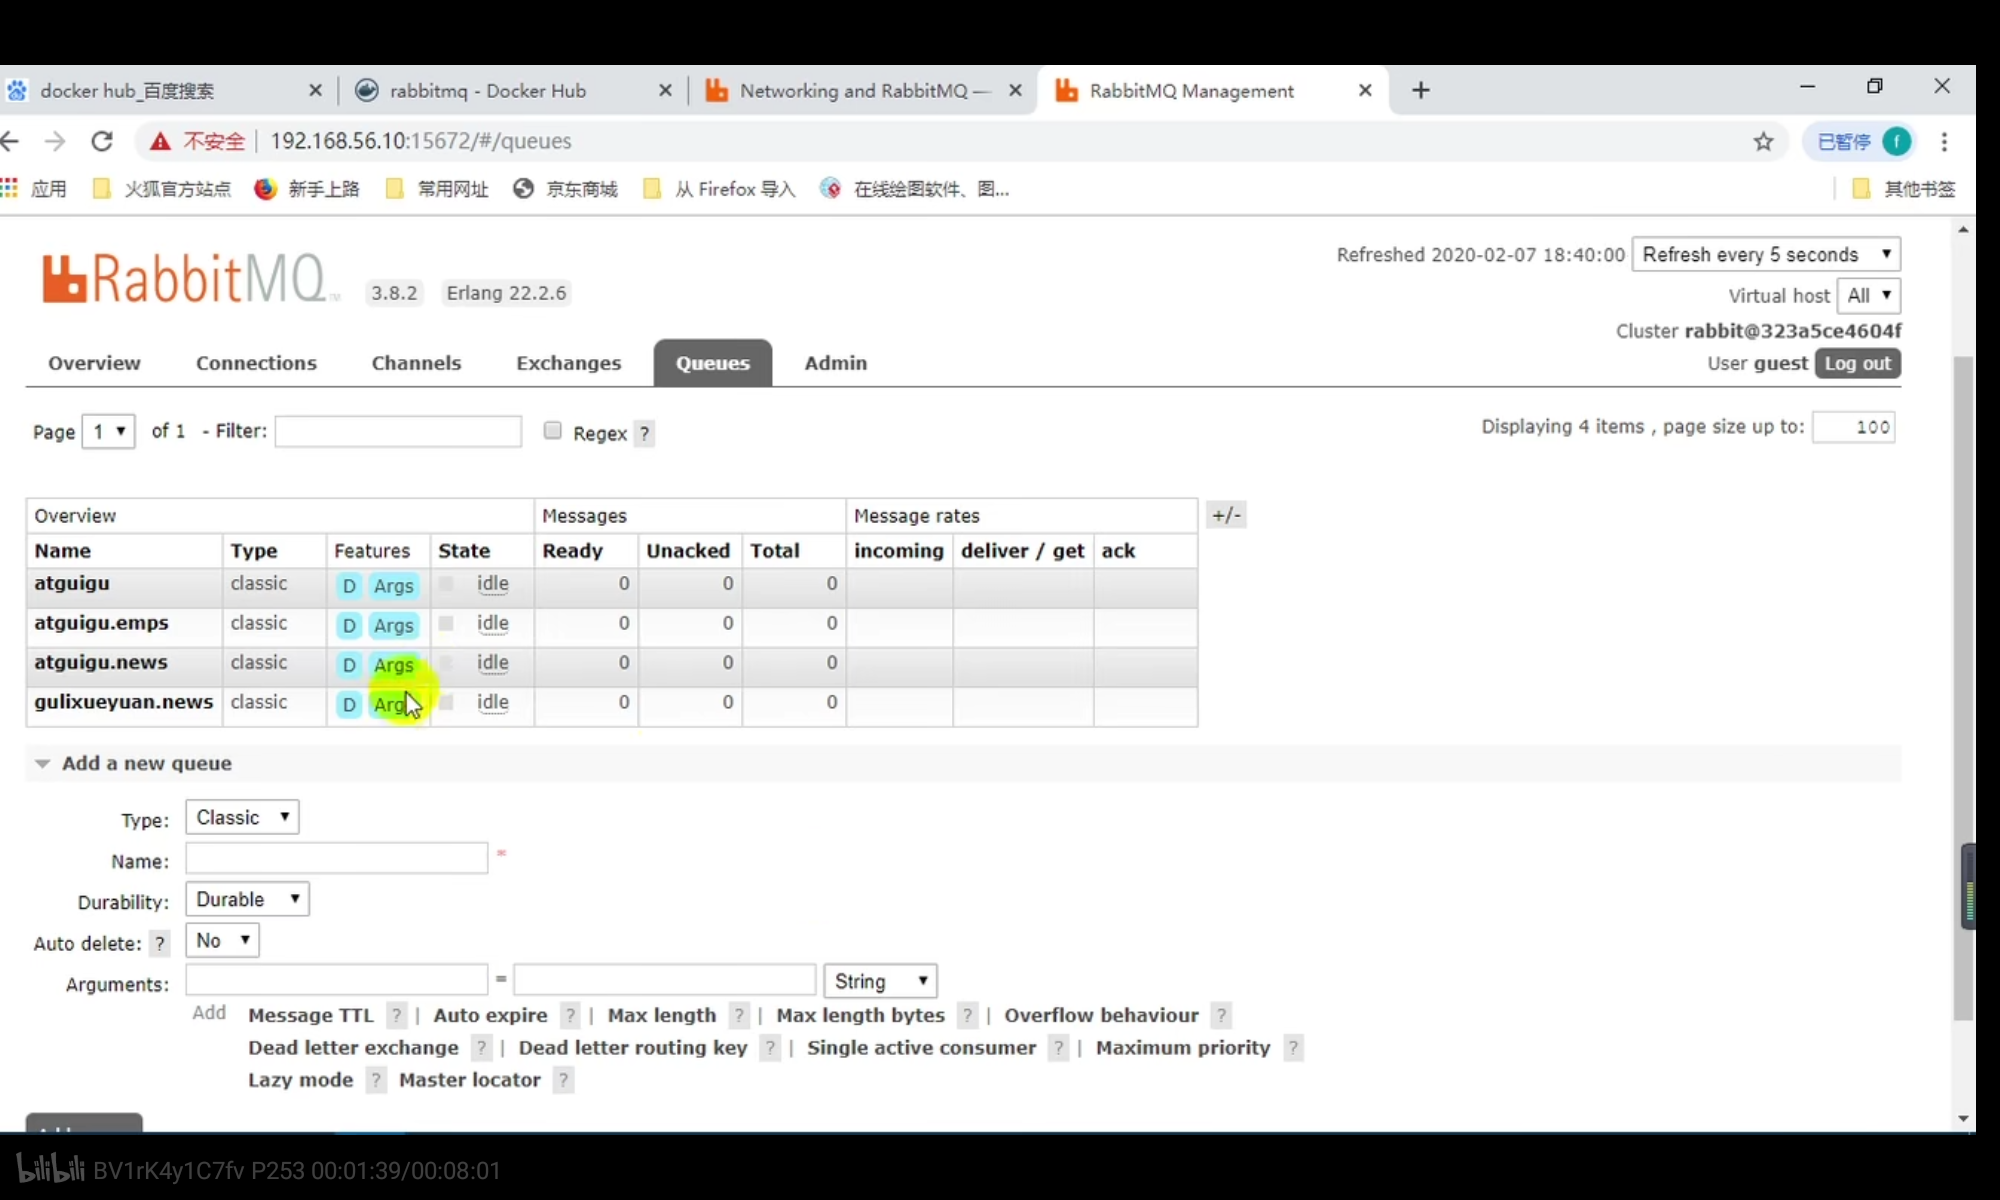 docker hub_百度搜索
rabbitmq - Docker Hub
Networking and RabbitMQ —
RabbitMQ Management
不安全 | 192.168.56.10:15672/#/queues
已暂停 f
应用 火狐官方站点 新手上路 常用网址 京东商城 从 Firefox 导入 在线绘图软件、图... 其他书签
RabbitMQ TM 3.8.2 Erlang 22.2.6
Refreshed 2020-02-07 18:40:00 Refresh every 5 seconds
Virtual host All
Cluster rabbit@323a5ce4604f
User guest Log out
Overview Connections Channels Exchanges Queues Admin
Page 1 of 1 - Filter: Regex ?
Displaying 4 items , page size up to: 100
Overview Messages Message rates +/-
Name Type Features State Ready Unacked Total incoming deliver / get ack
atguigu classic D Args idle 0 0 0
atguigu.emps classic D Args idle 0 0 0
atguigu.news classic D Args idle 0 0 0
gulixueyuan.news classic D Arg idle 0 0 0
Add a new queue
Type: Classic
Name: *
Durability: Durable
Auto delete: ? No
Arguments: = String
Add Message TTL ? | Auto expire ? | Max length ? | Max length bytes ? | Overflow behaviour ?
Dead letter exchange ? | Dead letter routing key ? | Single active consumer ? | Maximum priority ?
Lazy mode ? Master locator ?
bilibili BV1rK4y1C7fv P253 00:01:39/00:08:01